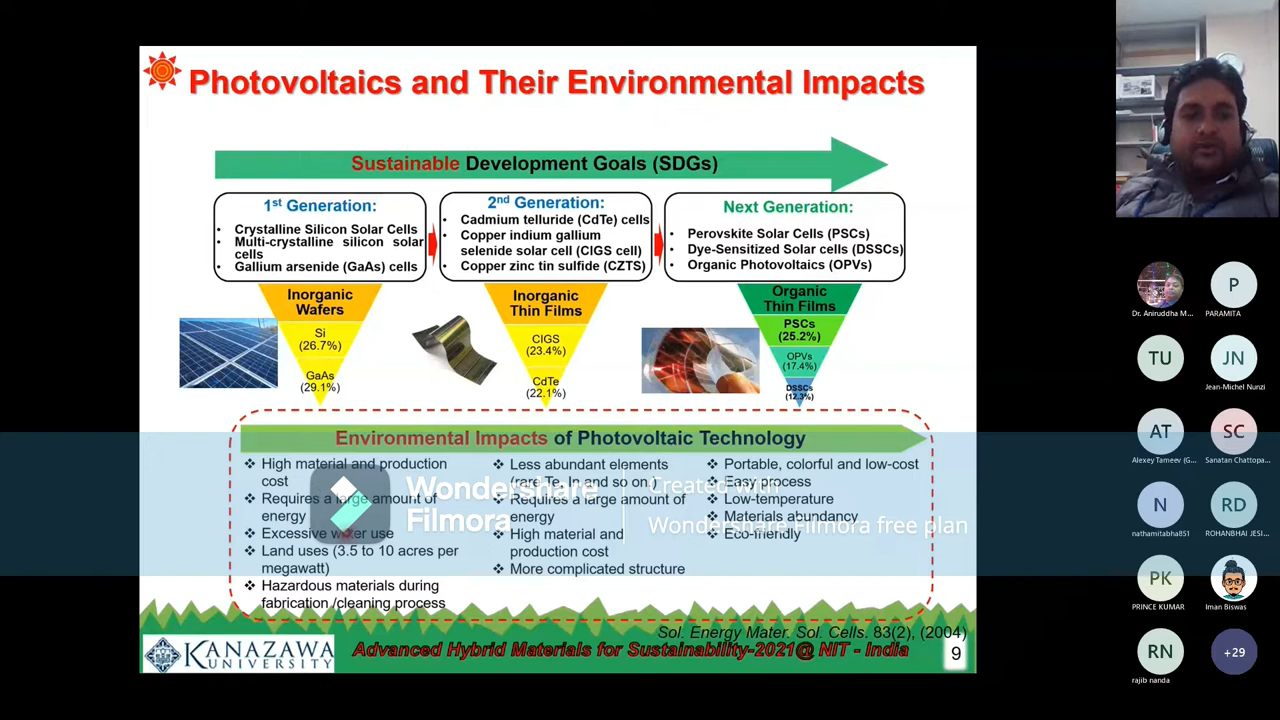 Photovoltaics and Their Environmental Impacts
Sustainable Development Goals (SDGs)
1st Generation:
• Crystalline Silicon Solar Cells
• Multi-crystalline silicon solar
cells
• Gallium arsenide (GaAs) cells
2nd Generation:
• Cadmium telluride (CdTe) cells
• Copper indium gallium
selenide solar cell (CIGS cell)
• Copper zinc tin sulfide (CZTS)
Next Generation:
• Perovskite Solar Cells (PSCs)
• Dye-Sensitized Solar cells (DSSCs)
• Organic Photovoltaics (OPVs)
Inorganic
Wafers
Si
(26.7%)
GaAs
(29.1%)
Inorganic
Thin Films
CIGS
(23.4%)
CdTe
(22.1%)
Organic
Thin Films
PSCs
(25.2%)
OPVs
(17.4%)
DSSCs
(12.3%)
Environmental Impacts of Photovoltaic Technology
❖ High material and production
cost
❖ Requires a large amount of
energy
❖ Excessive water use
❖ Land uses (3.5 to 10 acres per
megawatt)
❖ Hazardous materials during
fabrication /cleaning process
❖ Less abundant elements
(rare Te, In and so on.)
❖ Requires a large amount of
energy
❖ High material and
production cost
❖ More complicated structure
❖ Portable, colorful and low-cost
❖ Easy process
❖ Low-temperature
❖ Materials abundancy
❖ Eco-friendly
Wondershare
Filmora
Created with
Wondershare Filmora free plan
Sol. Energy Mater. Sol. Cells. 83(2), (2004)
KANAZAWA
UNIVERSITY
Advanced Hybrid Materials for Sustainability-2021@ NIT - India
9
Dr. Aniruddha M...
P
PARAMITA
TU
JN
Jean-Michel Nunzi
AT
Alexey Tameev (G...
SC
Sanatan Chattopa...
N
nathamitabha851
RD
ROHANBHAI JESI...
PK
PRINCE KUMAR
Iman Biswas
RN
rajib nanda
+29